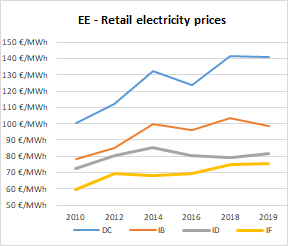 EE - Retail electricity prices
150 €/MWh
140 €/MWh
130 €/MWh
120 €/MWh
110 €/MWh
100 €/MWh
90 €/MWh
80 €/MWh
70 €/MWh
60 €/MWh
50 €/MWh
2010 2012 2014 2016 2018 2019
DC IB ID IF